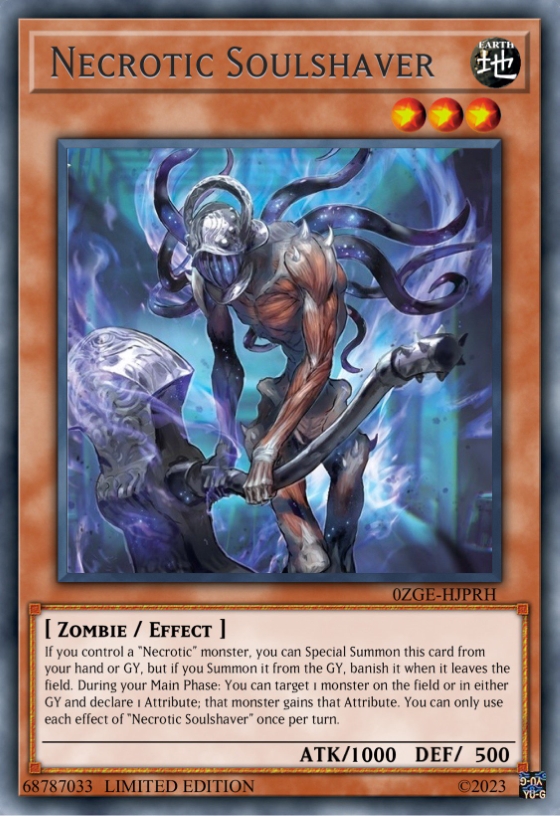 Necrotic Soulshaver
EARTH
地
0ZGE-HJPRH
[ Zombie / Effect ]
If you control a "Necrotic" monster, you can Special Summon this card from
your hand or GY, but if you Summon it from the GY, banish it when it leaves the
field. During your Main Phase: You can target 1 monster on the field or in either
GY and declare 1 Attribute; that monster gains that Attribute. You can only use
each effect of "Necrotic Soulshaver" once per turn.
ATK/1000 DEF/ 500
68787033 LIMITED EDITION ©2023
YU-G